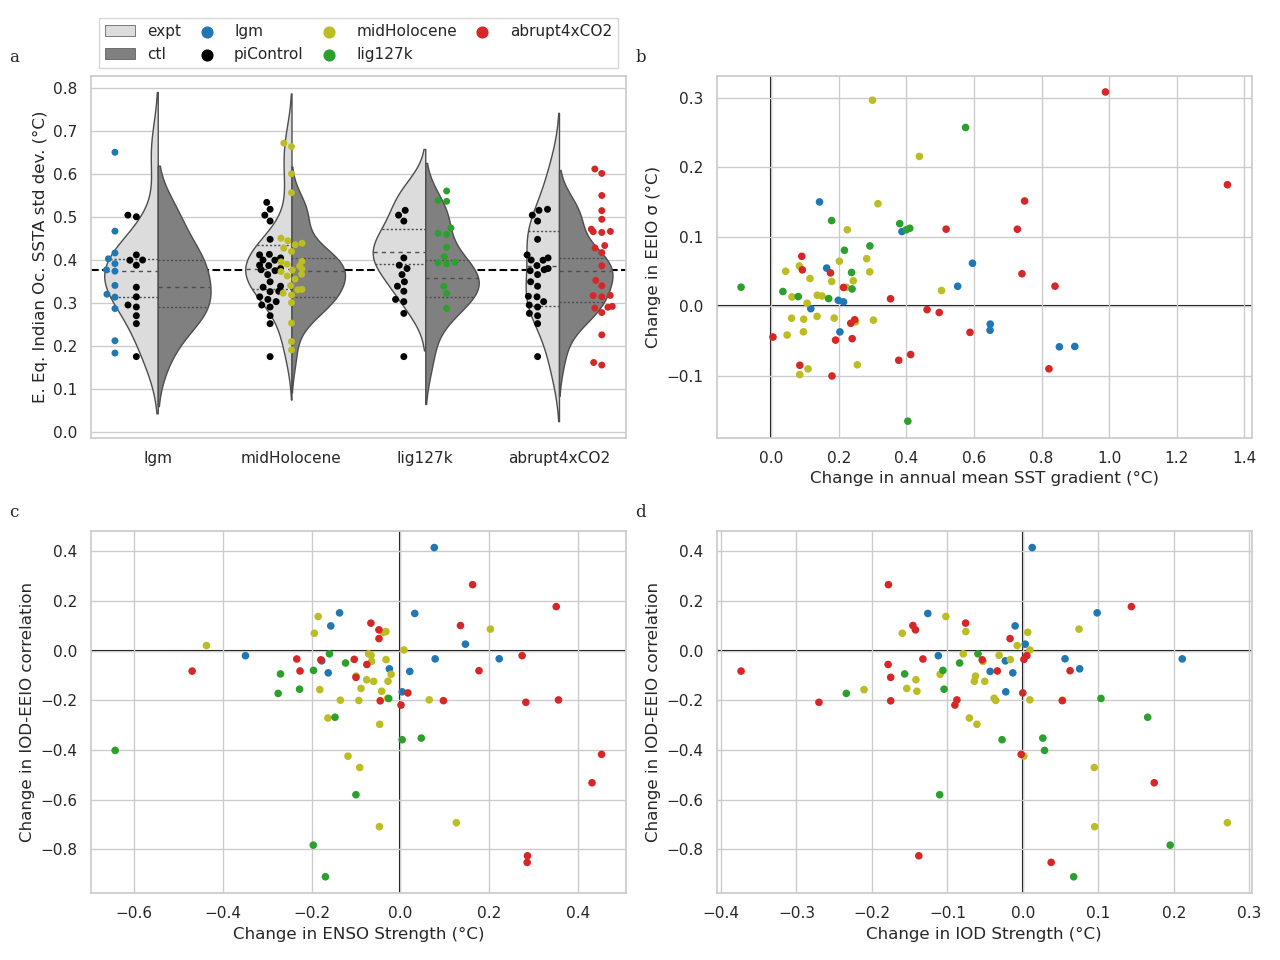 expt lgm midHolocene abrupt4xCO2
ctl piControl lig127k
a
b
E. Eq. Indian Oc. SSTA std dev. (°C)
0.8
0.7
0.6
0.5
0.4
0.3
0.2
0.1
0.0
lgm midHolocene lig127k abrupt4xCO2
Change in EEIO σ (°C)
0.3
0.2
0.1
0.0
−0.1
0.0 0.2 0.4 0.6 0.8 1.0 1.2 1.4
Change in annual mean SST gradient (°C)
c
d
Change in IOD-EEIO correlation
0.4
0.2
0.0
−0.2
−0.4
−0.6
−0.8
−0.6 −0.4 −0.2 0.0 0.2 0.4
Change in ENSO Strength (°C)
Change in IOD-EEIO correlation
0.4
0.2
0.0
−0.2
−0.4
−0.6
−0.8
−0.4 −0.3 −0.2 −0.1 0.0 0.1 0.2 0.3
Change in IOD Strength (°C)